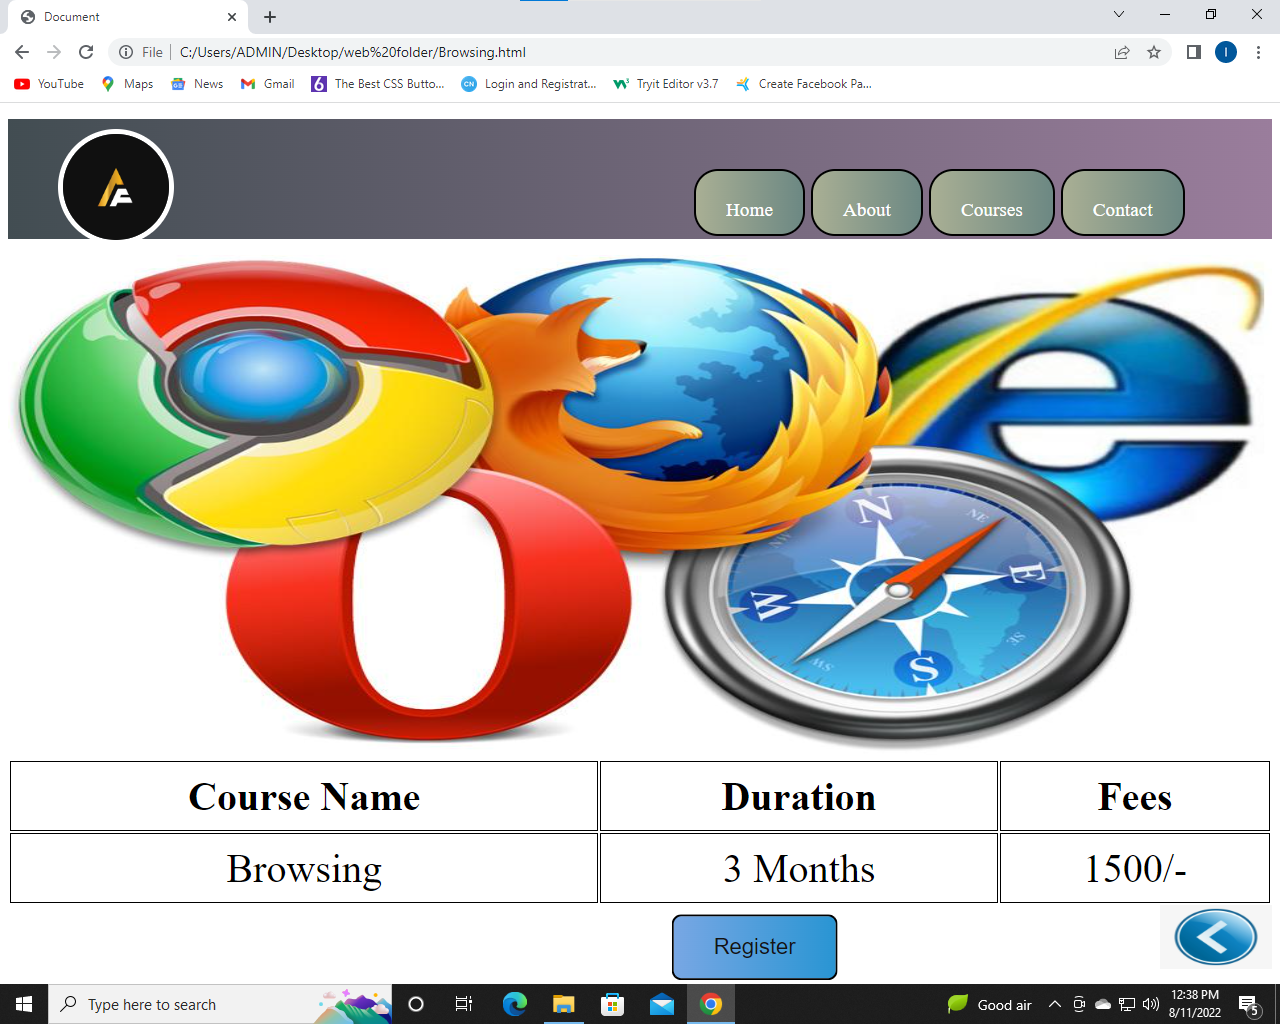 Document
File
C:/Users/ADMIN/Desktop/web%20folder/Browsing.html
I
YouTube
Maps
News
Gmail
6 The Best CSS Butto...
CN Login and Registrat...
Tryit Editor v3.7
Create Facebook Pa...
Home
About
Courses
Contact
N
NE
E
SE
S
SW
W
NW
Course Name Duration Fees
Browsing 3 Months 1500/-
Register
Type here to search
Good air
12:38 PM
8/11/2022
5